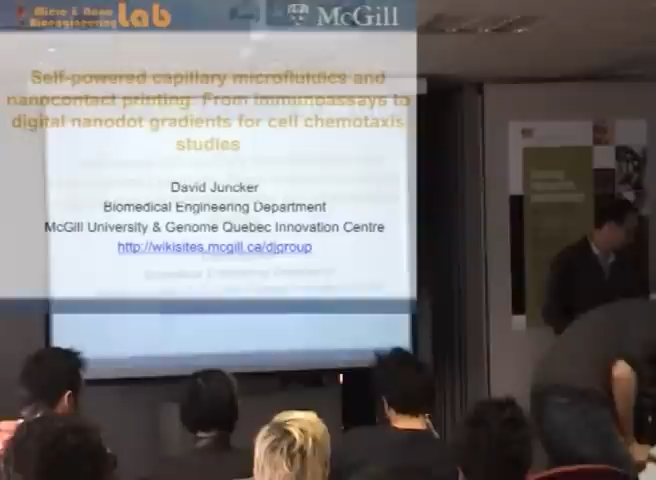 Micro & Nano
Bioengineering Lab
McGill
Self-powered capillary microfluidics and
nanocontact printing: From immunoassays to
digital nanodot gradients for cell chemotaxis
studies
David Juncker
Biomedical Engineering Department
McGill University & Genome Quebec Innovation Centre
http://wikisites.mcgill.ca/djgroup